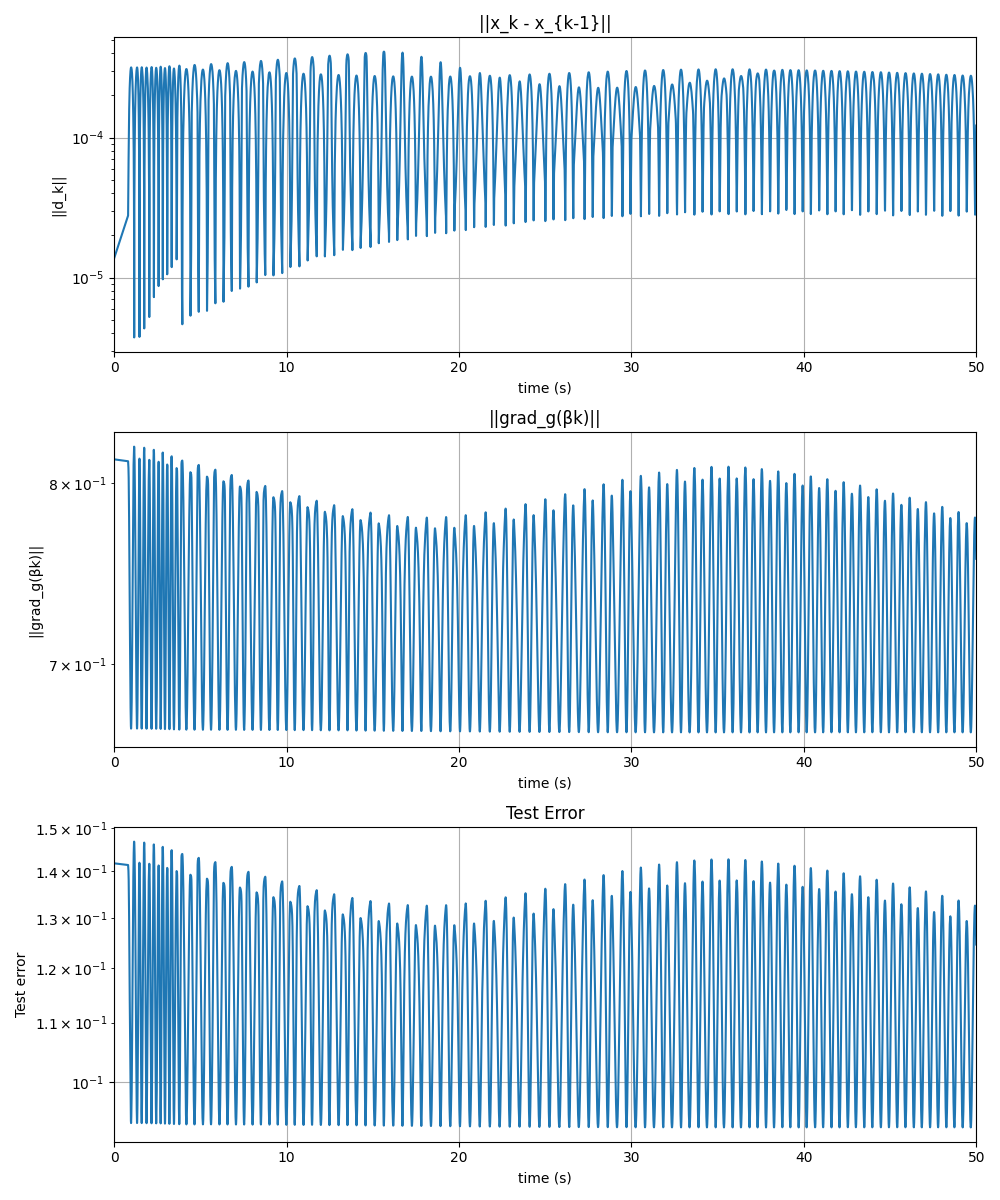 ||x_k - x_{k-1}||
10⁻⁴
||d_k||
10⁻⁵
0 10 20 30 40 50
time (s)
||grad_g(βk)||
8 × 10⁻¹
||grad_g(βk)||
7 × 10⁻¹
0 10 20 30 40 50
time (s)
Test Error
1.5 × 10⁻¹
1.4 × 10⁻¹
1.3 × 10⁻¹
1.2 × 10⁻¹
Test error
1.1 × 10⁻¹
10⁻¹
0 10 20 30 40 50
time (s)